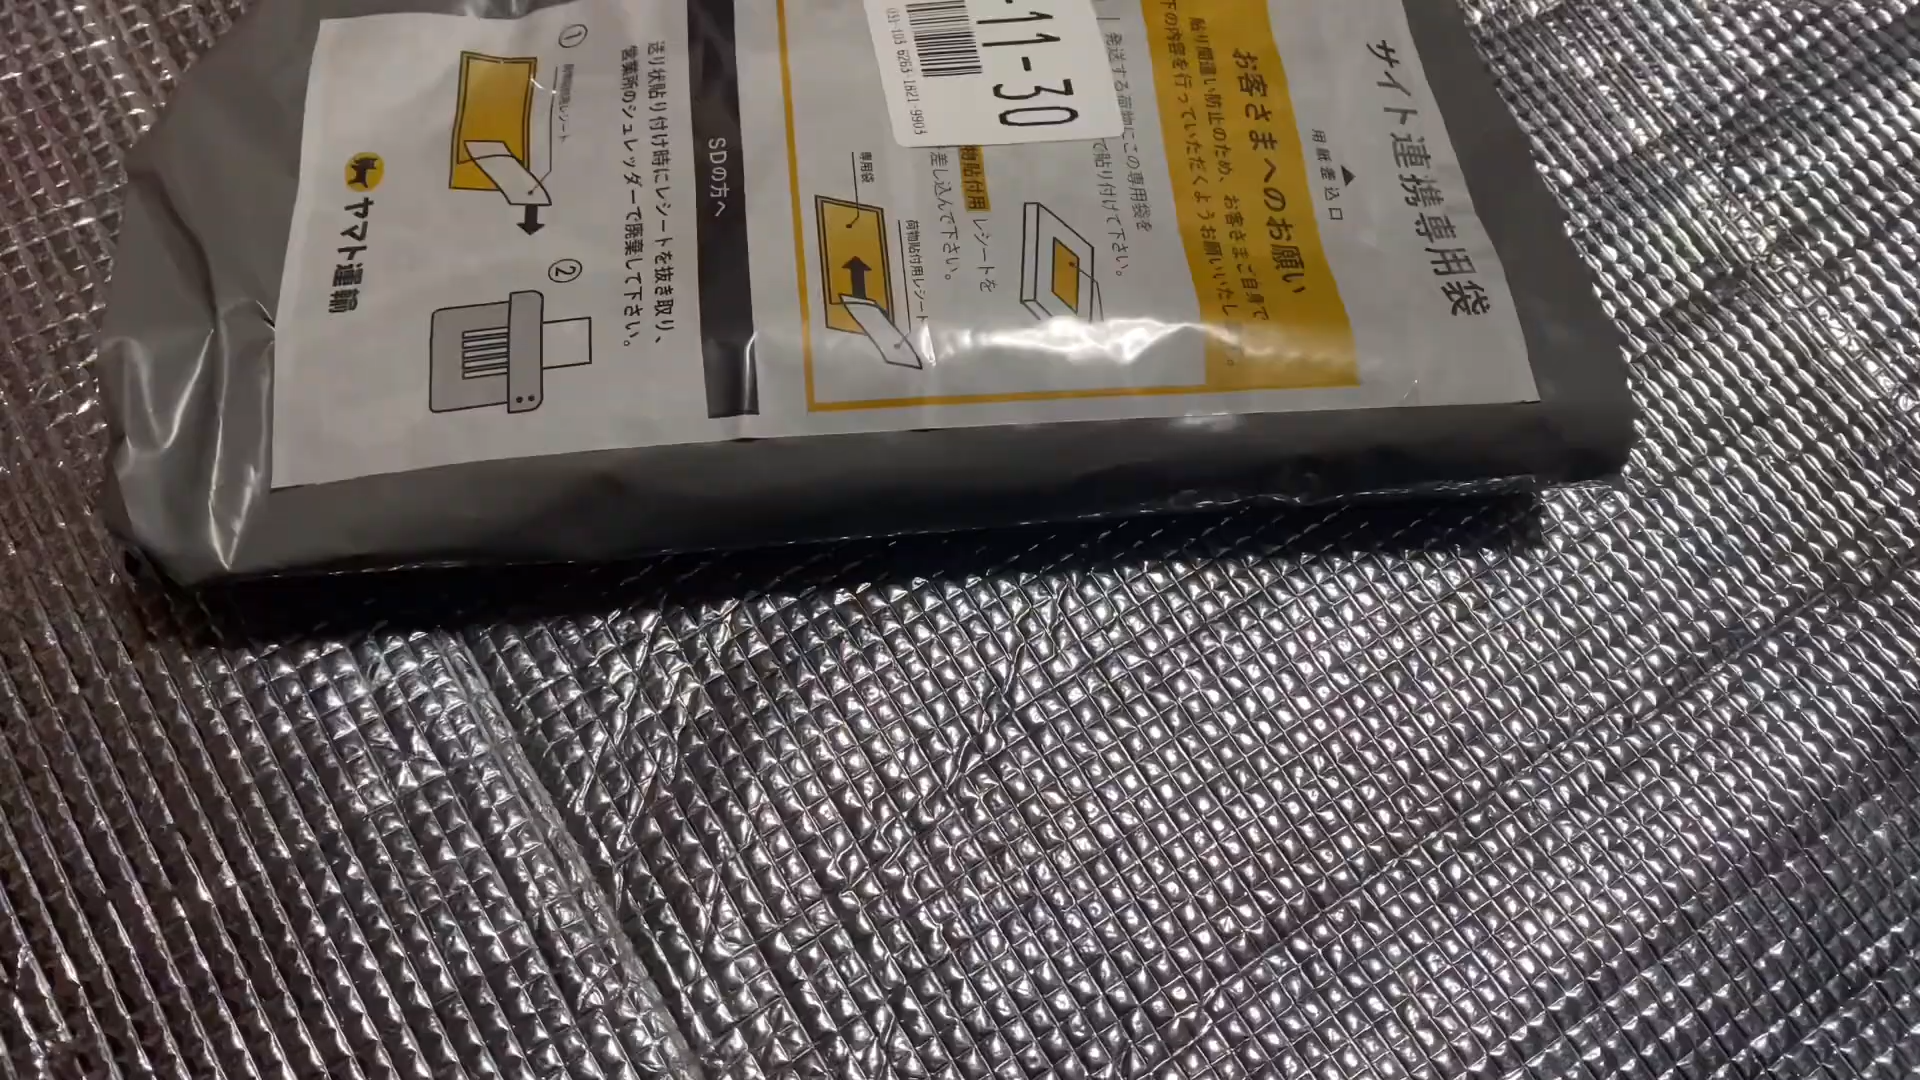 サイト連携専用袋
用紙差込口
お客さまへのお願い
貼り間違い防止のため、お客さまご自身で
下の内容を行っていただくようお願いいたし
発送する荷物にこの専用袋を
で貼り付けて下さい。
-11-30
物貼付用 レシートを
差し込んで下さい。
専用袋
荷物貼付用レシート
SDの方へ
送り状貼り付け時にレシートを抜き取り、
営業所のシュレッダーで廃棄して下さい。
①
②
ヤマト運輸